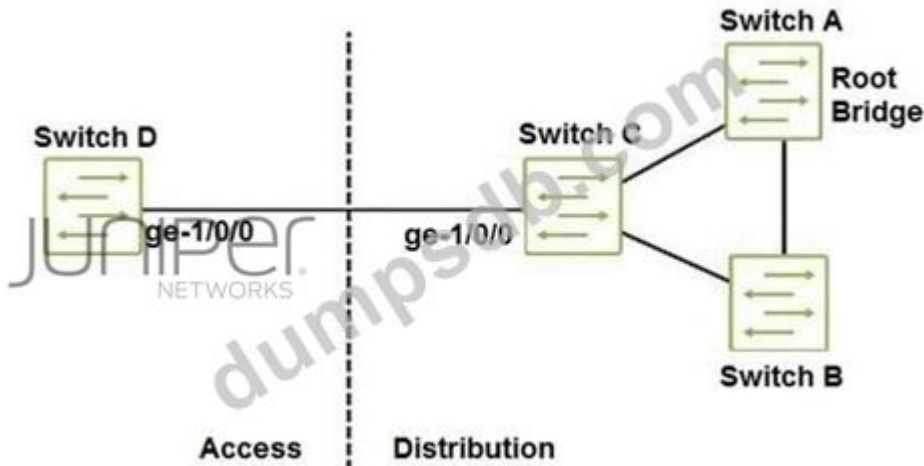 Switch A
Root
Bridge
Switch D
Switch C
ge-1/0/0
ge-1/0/0
JUNIPEr
NETWORKS
dumpsdb.com
Switch B
Access
Distribution